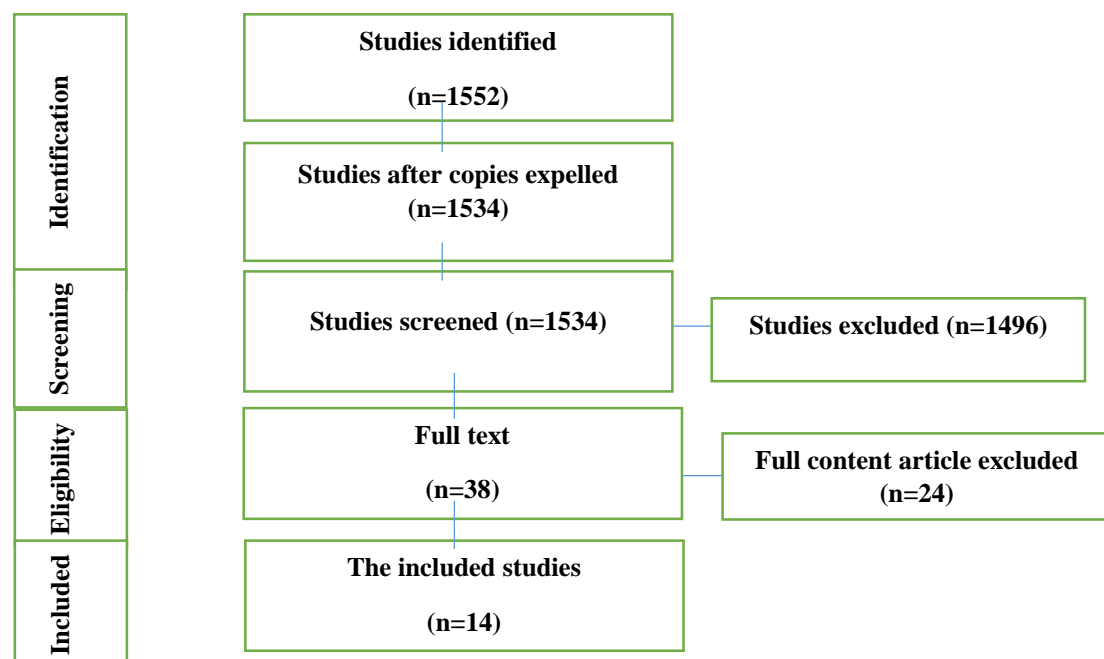 Identification
Studies identified
(n=1552)
Studies after copies expelled
(n=1534)
Screening
Studies screened (n=1534)
Studies excluded (n=1496)
Eligibility
Full text
(n=38)
Full content article excluded
(n=24)
Included
The included studies
(n=14)